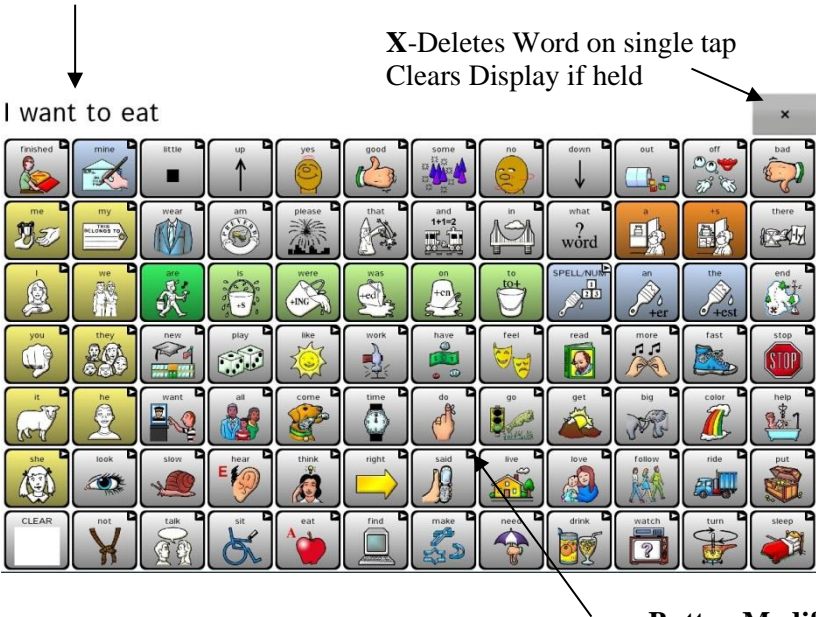 X-Deletes Word on single tap
Clears Display if held
I want to eat
×
finished mine little up yes good some no down out off bad
me my wear am please that and in what a +s there
THIS BELONGS TO 1+1=2 ? word
I we are is were was on to SPELL/NUM an the end
+s +ING +ed +en to+ 1 2 3 +er +est
you they new play like work have feel read more fast stop
STOP
it he want all come time do go get big color help
she look slow hear think right said live love follow ride put
E
CLEAR not talk sit eat find make need drink watch turn sleep
A ?